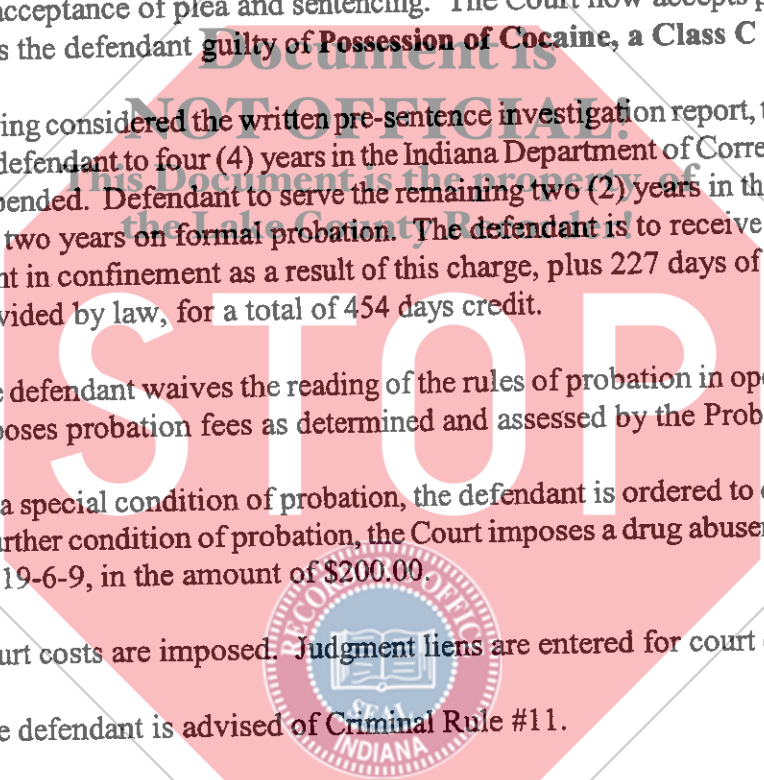 acceptance of plea and sentencing. The Court now accepts p
s the defendant guilty of Possession of Cocaine, a Class C
Document is
ing considered the written pre-sentence investigation report, t
NOT OFFICIAL!
defendant to four (4) years in the Indiana Department of Corre
This Document is the property of
pended. Defendant to serve the remaining two (2) years in th
the Lake County Recorder!
two years on formal probation. The defendant is to receive
nt in confinement as a result of this charge, plus 227 days of
vided by law, for a total of 454 days credit.
STOP
e defendant waives the reading of the rules of probation in ope
poses probation fees as determined and assessed by the Prob
a special condition of probation, the defendant is ordered to
urther condition of probation, the Court imposes a drug abuse
19-6-9, in the amount of $200.00.
RECORDER'S OFFICE
urt costs are imposed. Judgment liens are entered for court
SEAL
e defendant is advised of Criminal Rule #11.
INDIANA